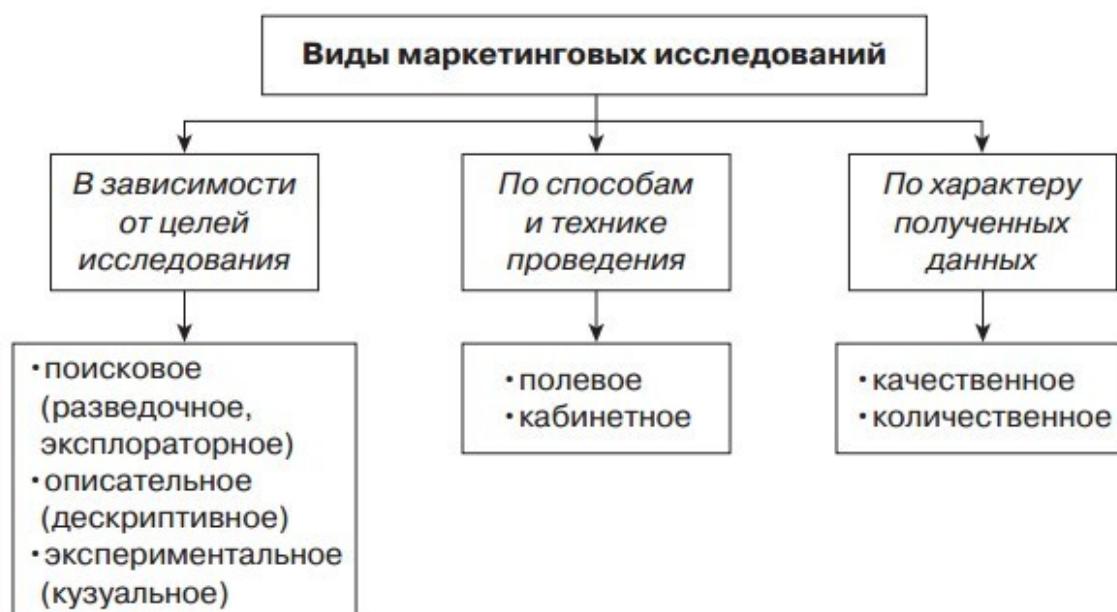 Виды маркетинговых исследований
В зависимости
от целей
исследования
По способам
и технике
проведения
По характеру
полученных
данных
•поисковое
(разведочное,
эксплораторное)
•описательное
(дескриптивное)
•экспериментальное
(кузуальное)
•полевое
•кабинетное
•качественное
•количественное